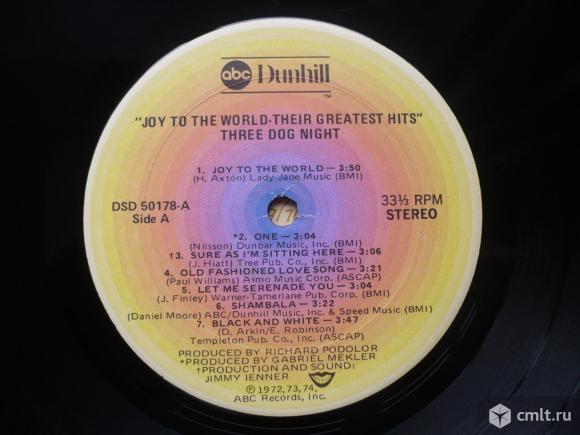 abc Dunhill
™
"JOY TO THE WORLD-THEIR GREATEST HITS"
THREE DOG NIGHT
1. JOY TO THE WORLD — 3:50
(H. Axton) Lady Jane Music (BMI)
DSD 50178-A
Side A
33⅓ RPM
STEREO
7/7
*2. ONE — 3:04
(Nilsson) Dunbar Music, Inc. (BMI)
†3. SURE AS I'M SITTING HERE — 3:06
(J. Hiatt) Tree Pub. Co., Inc. (BMI)
4. OLD FASHIONED LOVE SONG — 3:21
(Paul Williams) Almo Music Corp. (ASCAP)
5. LET ME SERENADE YOU — 3:04
(J. Finley) Warner-Tamerlane Pub. Corp. (BMI)
6. SHAMBALA — 3:22
(Daniel Moore) ABC/Dunhill Music, Inc. & Speed Music (BMI)
7. BLACK AND WHITE — 3:47
(D. Arkin/E. Robinson)
Templeton Pub. Co., Inc. (ASCAP)
PRODUCED BY RICHARD PODOLOR
*PRODUCED BY GABRIEL MEKLER
†PRODUCTION AND SOUND:
JIMMY IENNER
℗ 1972, 73, 74,
ABC Records, Inc.
cmlt.ru